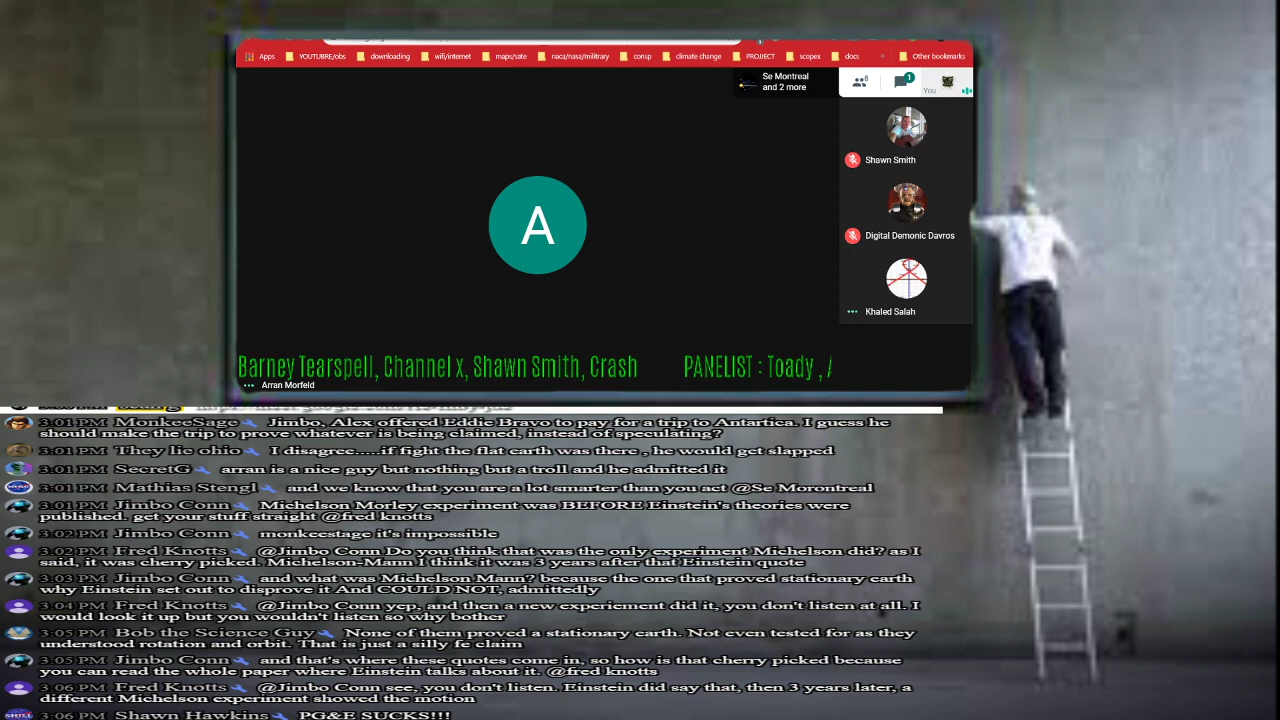 Apps YOUTUBRE/obs downloading wifi/internet maps/sate naca/nasa/militrary consp climate change PROJECT scopex docs Other bookmarks
Se Montreal
and 2 more
8
1
You
Shawn Smith
Digital Demonic Davros
Khaled Salah
A
Barney Tearspell, Channel x, Shawn Smith, Crash PANELIST : Toady ,
Arran Morfeld
3:01 PM MonkeeSage Jimbo, Alex offered Eddie Bravo to pay for a trip to Antartica. I guess he
should make the trip to prove whatever is being claimed, instead of speculating?
3:01 PM They lie ohio I disagree.....if fight the flat earth was there , he would get slapped
3:01 PM SecretG arran is a nice guy but nothing but a troll and he admitted it
3:01 PM Mathias Stengl and we know that you are a lot smarter than you act @Se Morontreal
3:01 PM Jimbo Conn Michelson Morley experiment was BEFORE Einstein's theories were
published. get your stuff straight @fred knotts
3:02 PM Jimbo Conn monkeestage it's impossible
3:02 PM Fred Knotts @Jimbo Conn Do you think that was the only experiment Michelson did? as I
said, it was cherry picked. Michelson-Mann I think it was 3 years after that Einstein quote
3:03 PM Jimbo Conn and what was Michelson Mann? because the one that proved stationary earth
why Einstein set out to disprove it And COULD NOT, admittedly
3:04 PM Fred Knotts @Jimbo Conn yep, and then a new experiement did it, you don't listen at all. I
would look it up but you wouldn't listen so why bother
3:05 PM Bob the Science Guy None of them proved a stationary earth. Not even tested for as they
understood rotation and orbit. That is just a silly fe claim
3:05 PM Jimbo Conn and that's where these quotes come in, so how is that cherry picked because
you can read the whole paper where Einstein talks about it. @fred knotts
3:06 PM Fred Knotts @Jimbo Conn see, you don't listen. Einstein did say that, then 3 years later, a
different Michelson experiment showed the motion
3:06 PM Shawn Hawkins PG&E SUCKS!!!